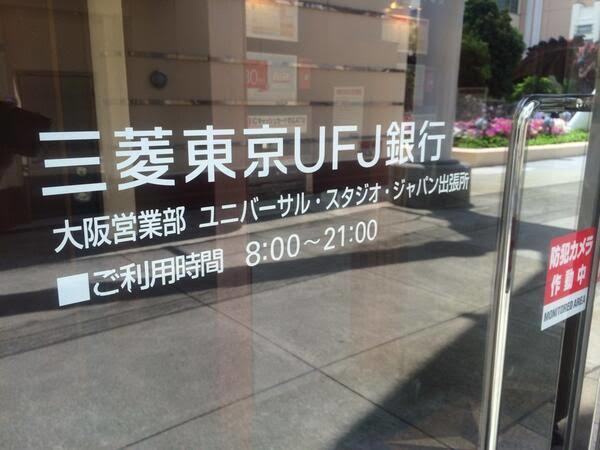 三菱東京UFJ銀行
大阪営業部 ユニバーサル・スタジオ・ジャパン出張所
■ご利用時間 8:00～21:00
防犯カメラ
作動中
MONITORED AREA